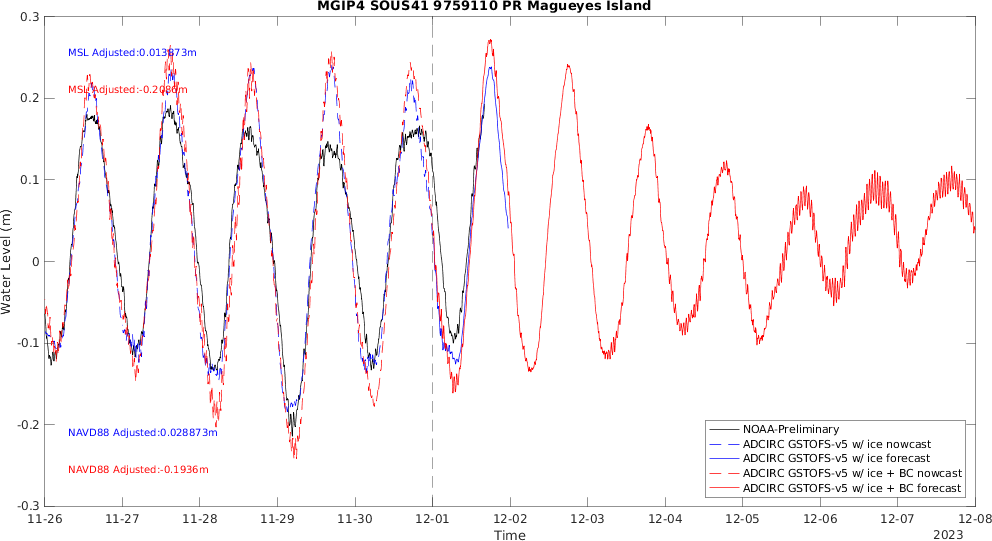 MGIP4 SOUS41 9759110 PR Magueyes Island
0.3
0.2
0.1
0
-0.1
-0.2
-0.3
Water Level (m)
MSL Adjusted:0.013873m
MSL Adjusted:-0.2086m
NAVD88 Adjusted:0.028873m
NAVD88 Adjusted:-0.1936m
NOAA-Preliminary
ADCIRC GSTOFS-v5 w/ ice nowcast
ADCIRC GSTOFS-v5 w/ ice forecast
ADCIRC GSTOFS-v5 w/ ice + BC nowcast
ADCIRC GSTOFS-v5 w/ ice + BC forecast
11-26 11-27 11-28 11-29 11-30 12-01 12-02 12-03 12-04 12-05 12-06 12-07 12-08
Time
2023